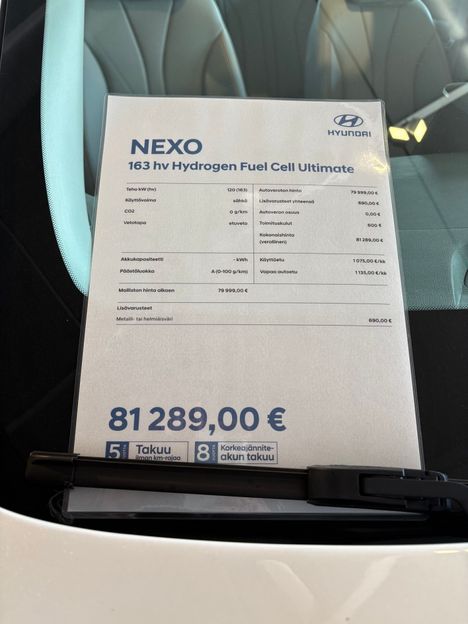 HYUNDAI
NEXO
163 hv Hydrogen Fuel Cell Ultimate
Teho kW (hv) 120 (163)
Käyttövoima sähkö
CO2 0 g/km
Vetotapa etuveto
Akkukapasiteetti - kWh
Päästöluokka A (0-100 g/km)
Malliston hinta alkaen 79 999,00 €
Autoveroton hinta 79 999,00 €
Lisävarusteet yhteensä 690,00 €
Autoveron osuus 0,00 €
Toimituskulut 600 €
Kokonaishinta
(verollinen) 81 289,00 €
Käyttöetu 1 075,00 €/kk
Vapaa autoetu 1 135,00 €/kk
Lisävarusteet
Metalli- tai helmiäisväri 690,00 €
81 289,00 €
5 Takuu
ilman km-rajaa
8 Korkeajännite-
akun takuu